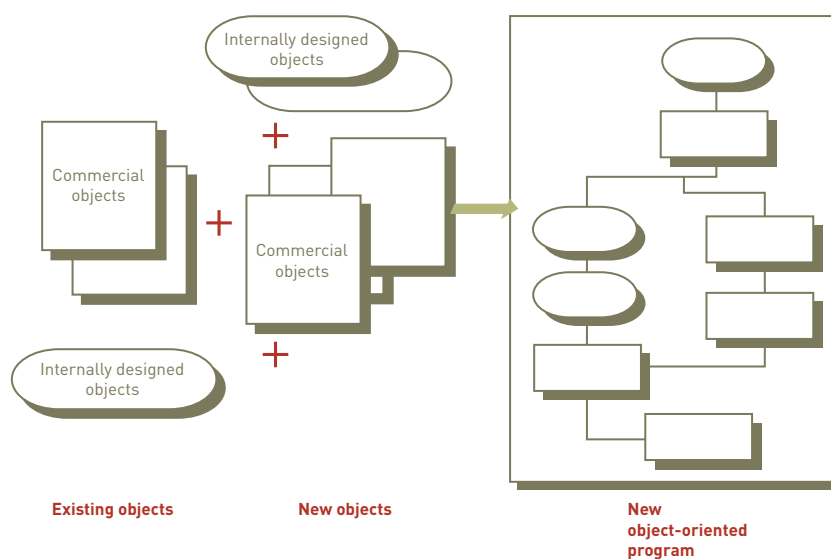 Internally designed
objects
Commercial
objects
Commercial
objects
Internally designed
objects
Existing objects
New objects
New
object-oriented
program